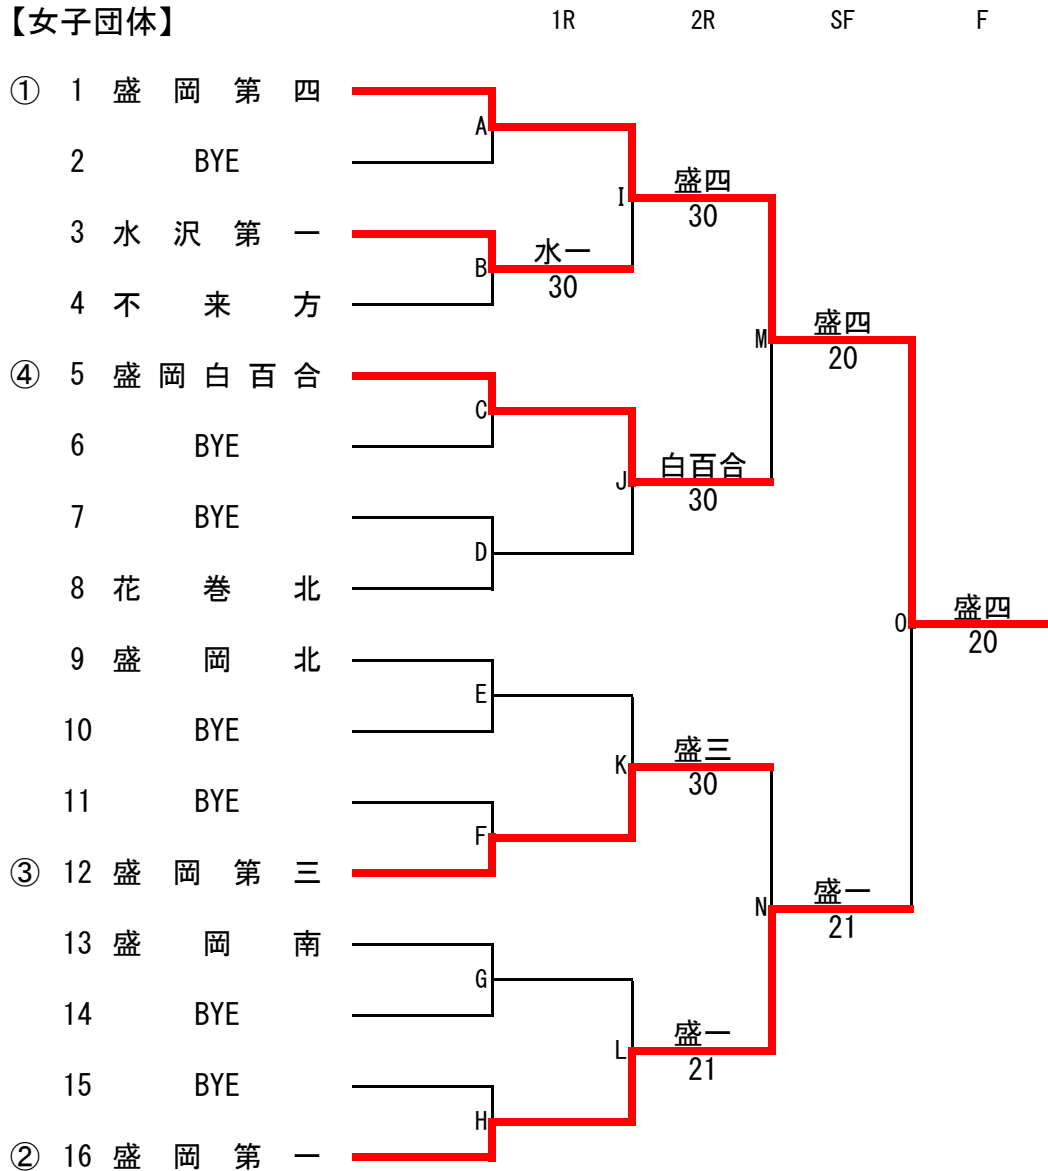 【女子団体】 1R 2R SF F
① 1 盛岡第四
A
2 BYE
盛四
I
30
3 水沢第一
水一
B
30
4 不来方
盛四
M
20
④ 5 盛岡白百合
C
6 BYE
白百合
J
30
7 BYE
D
8 花巻北
盛四
O
20
9 盛岡北
E
10 BYE
盛三
K
30
11 BYE
F
③ 12 盛岡第三
盛一
N
21
13 盛岡南
G
14 BYE
盛一
L
21
15 BYE
H
② 16 盛岡第一